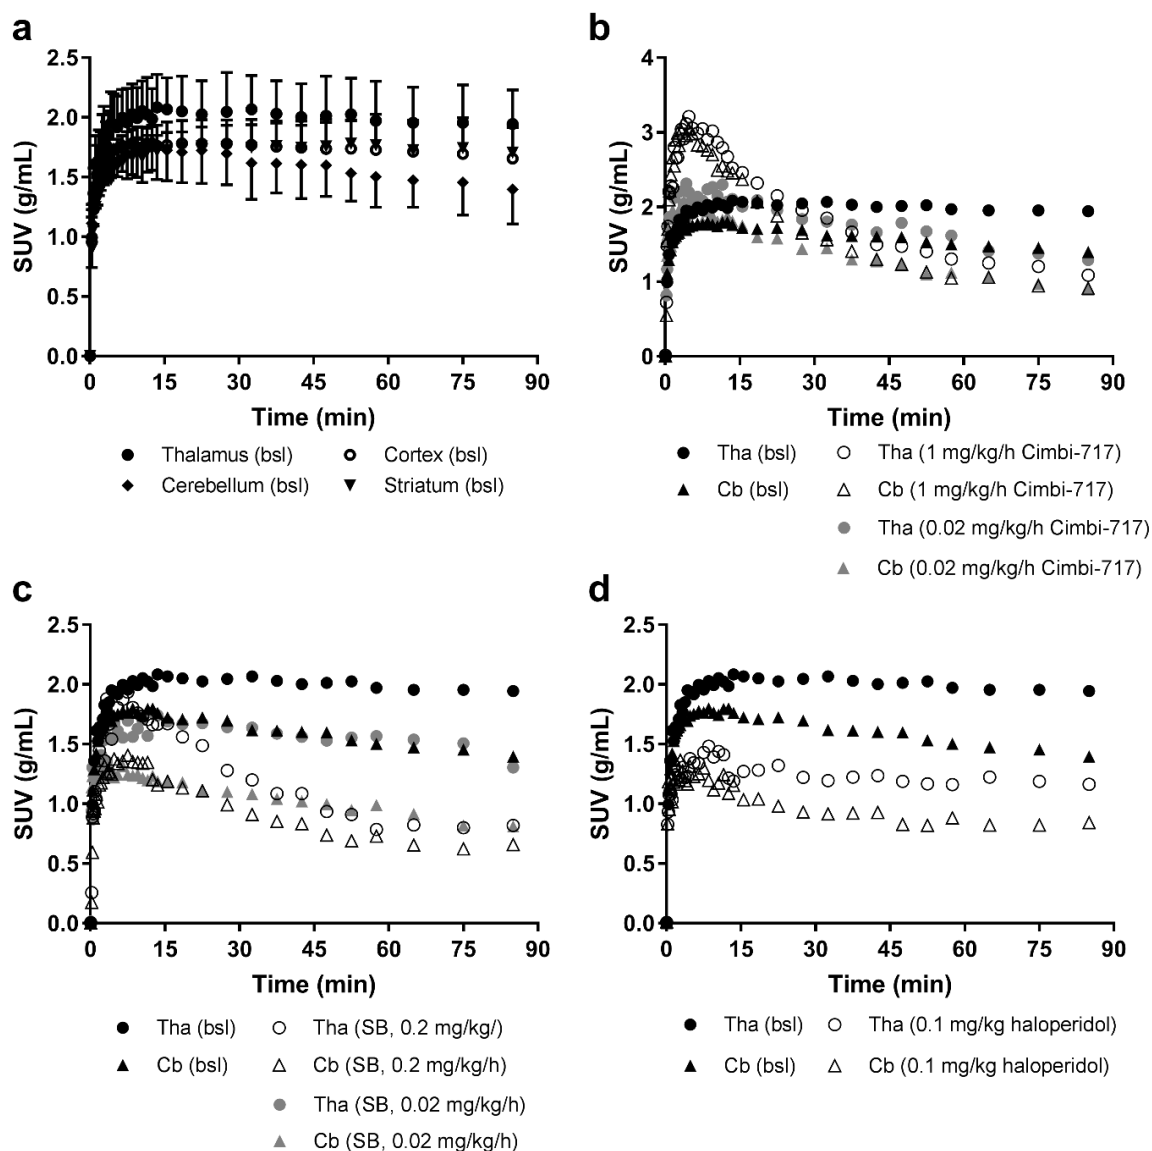 a
SUV (g/mL)
2.5
2.0
1.5
1.0
0.5
0.0
0 15 30 45 60 75 90
Time (min)
Thalamus (bsl) Cortex (bsl)
Cerebellum (bsl) Striatum (bsl)
b
SUV (g/mL)
4
3
2
1
0
0 15 30 45 60 75 90
Time (min)
Tha (bsl) Tha (1 mg/kg/h Cimbi-717)
Cb (bsl) Cb (1 mg/kg/h Cimbi-717)
Tha (0.02 mg/kg/h Cimbi-717)
Cb (0.02 mg/kg/h Cimbi-717)
c
SUV (g/mL)
2.5
2.0
1.5
1.0
0.5
0.0
0 15 30 45 60 75 90
Time (min)
Tha (bsl) Tha (SB, 0.2 mg/kg/)
Cb (bsl) Cb (SB, 0.2 mg/kg/h)
Tha (SB, 0.02 mg/kg/h)
Cb (SB, 0.02 mg/kg/h)
d
SUV (g/mL)
2.5
2.0
1.5
1.0
0.5
0.0
0 15 30 45 60 75 90
Time (min)
Tha (bsl) Tha (0.1 mg/kg haloperidol)
Cb (bsl) Cb (0.1 mg/kg haloperidol)